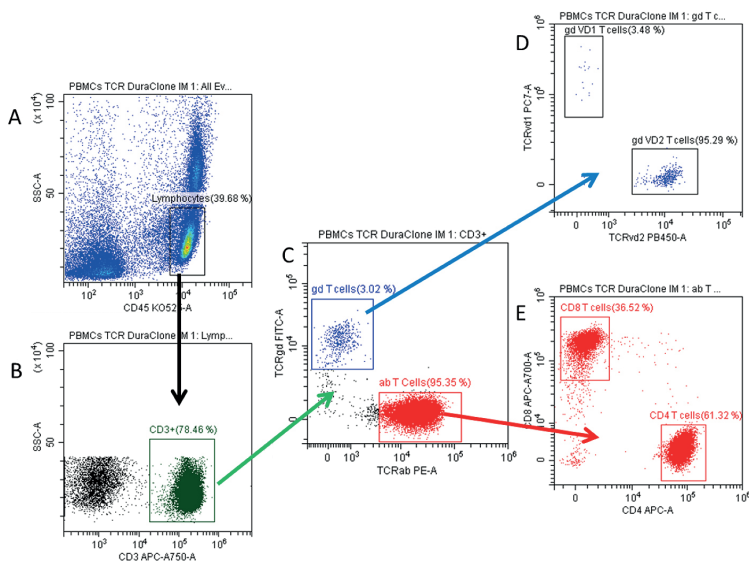 A
PBMCs TCR DuraClone IM 1: All Ev...
SSC-A
(x 10⁴)
100
50
Lymphocytes(39.68 %)
10²
10³
10⁴
10⁵
CD45 KO525-A
B
PBMCs TCR DuraClone IM 1: Lymp...
SSC-A
(x 10⁴)
100
50
CD3+(78.46 %)
10³
10⁴
10⁵
10⁶
CD3 APC-A750-A
C
PBMCs TCR DuraClone IM 1: CD3+
TCRgd FITC-A
10⁵
10⁴
0
gd T cells(3.02 %)
ab T Cells(95.35 %)
0
10⁴
10⁵
10⁶
TCRab PE-A
D
PBMCs TCR DuraClone IM 1: gd T c...
gd VD1 T cells(3.48 %)
TCRvd1 PC7-A
10⁶
10⁵
10⁴
0
gd VD2 T cells(95.29 %)
0
10³
10⁴
10⁵
TCRvd2 PB450-A
E
PBMCs TCR DuraClone IM 1: ab T ...
CD8 T cells(36.52 %)
CD8 APC-A700-A
10⁶
10⁵
10⁴
0
CD4 T cells(61.32 %)
0
10⁴
10⁵
10⁶
CD4 APC-A